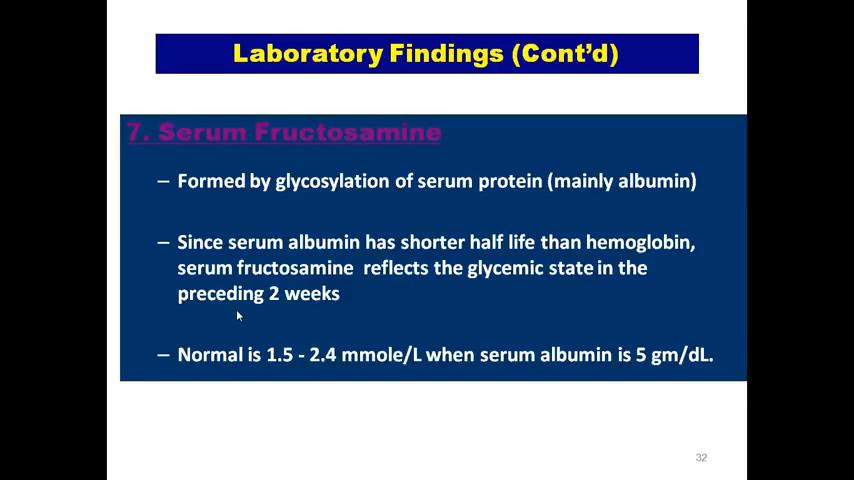 Laboratory Findings (Cont'd)
7. Serum Fructosamine
– Formed by glycosylation of serum protein (mainly albumin)
– Since serum albumin has shorter half life than hemoglobin,
serum fructosamine reflects the glycemic state in the
preceding 2 weeks
– Normal is 1.5 - 2.4 mmole/L when serum albumin is 5 gm/dL.
32